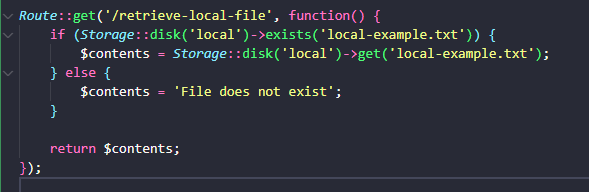 Route::get('/retrieve-local-file', function() {
    if (Storage::disk('local')->exists('local-example.txt')) {
        $contents = Storage::disk('local')->get('local-example.txt');
    } else {
        $contents = 'File does not exist';
    }

    return $contents;
});